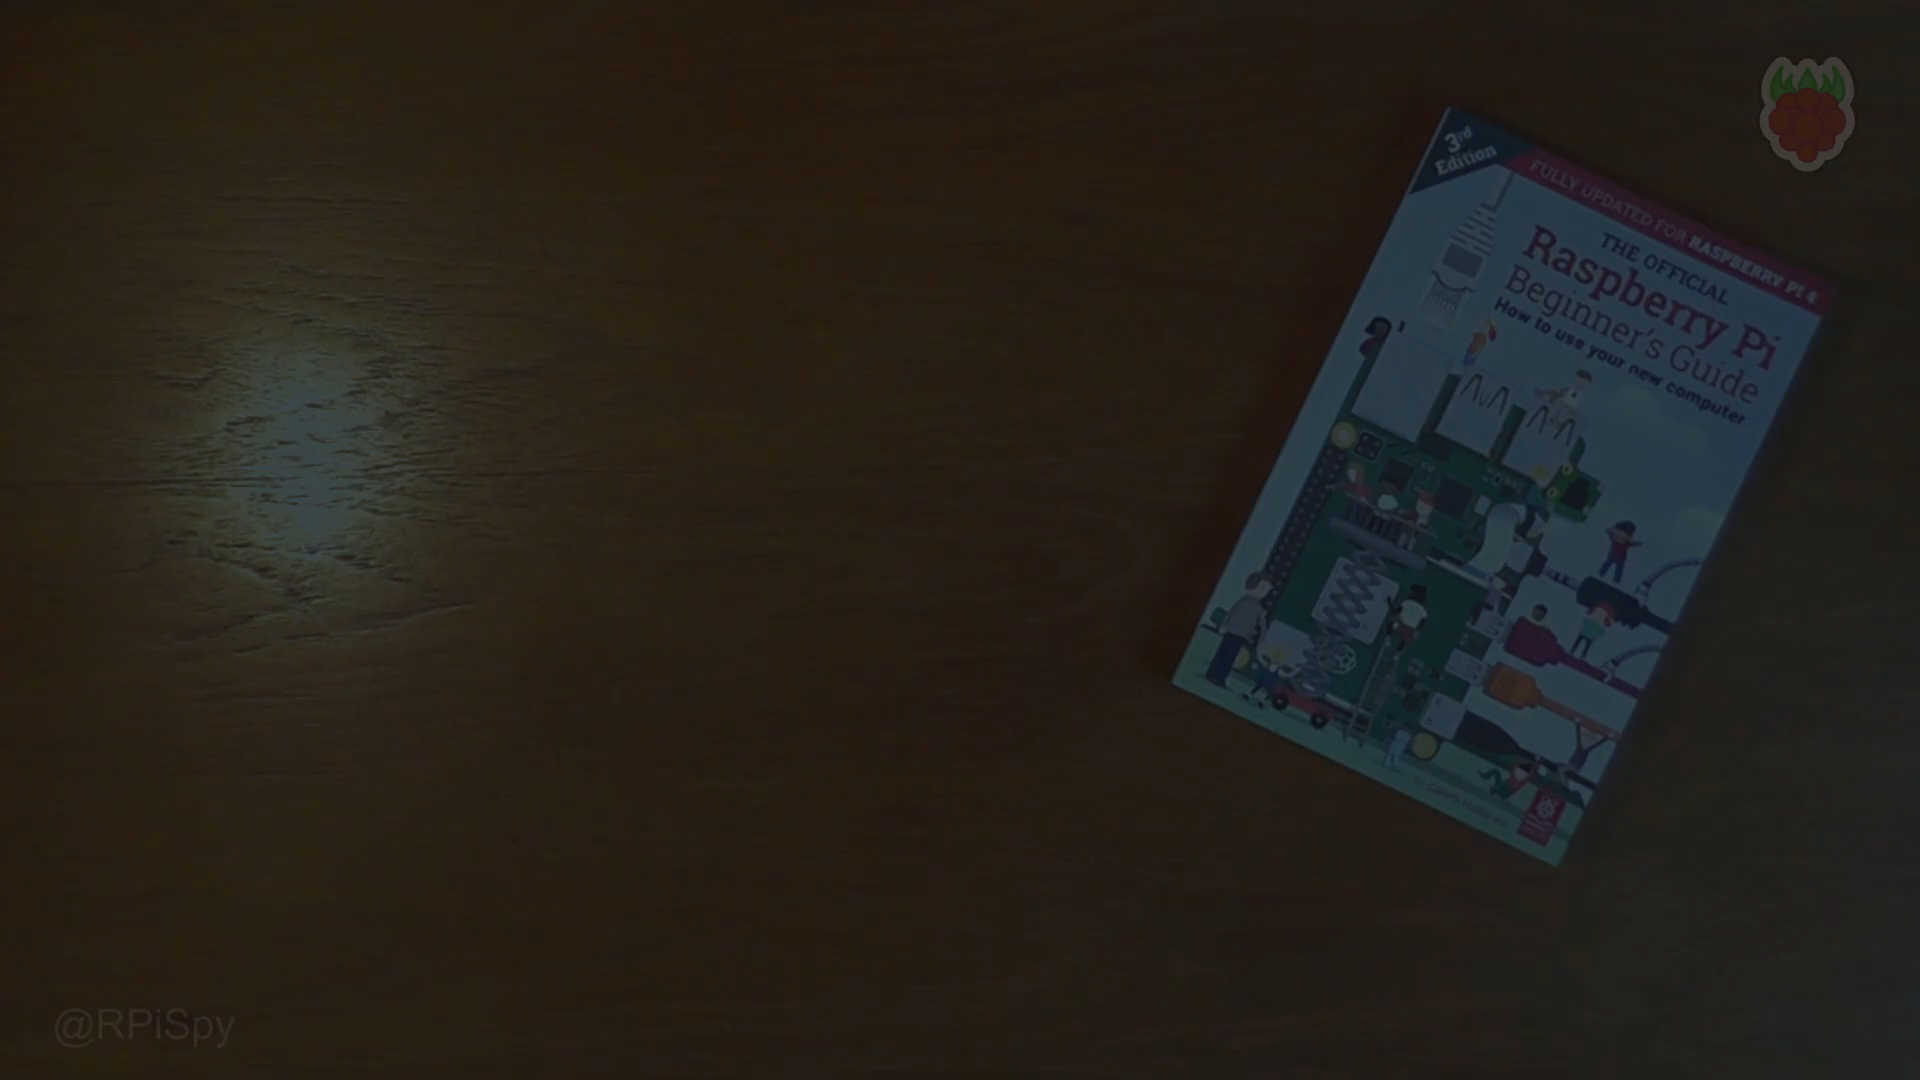 3rd
Edition
FULLY UPDATED FOR RASPBERRY PI 4
THE OFFICIAL
Raspberry Pi
Beginner's Guide
How to use your new computer
@RPiSpy